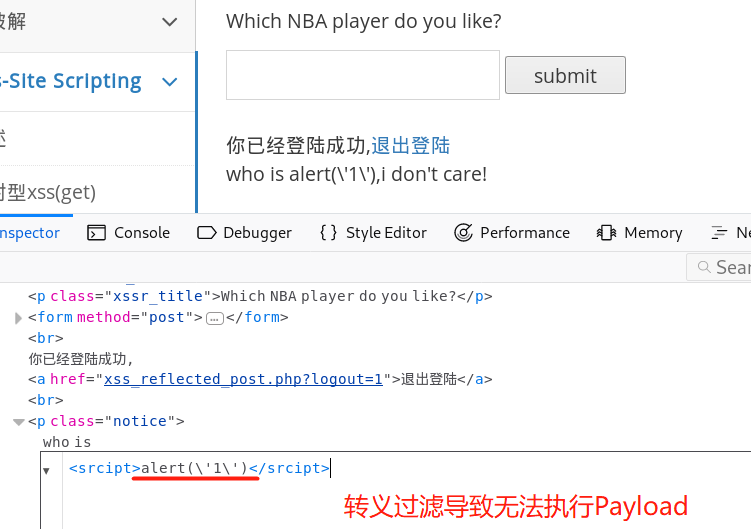 破解
Which NBA player do you like?
s-Site Scripting
submit
述
你已经登陆成功,退出登陆
who is alert(\'1\'),i don't care!
射型xss(get)
nspector Console Debugger {} Style Editor Performance Memory Ne
Sear
<p class="xssr_title">Which NBA player do you like?</p>
<form method="post">…</form>
<br>
你已经登陆成功,
<a href="xss_reflected_post.php?logout=1">退出登陆</a>
<br>
<p class="notice">
who is
<srcipt>alert(\'1\')</srcipt>
转义过滤导致无法执行Payload